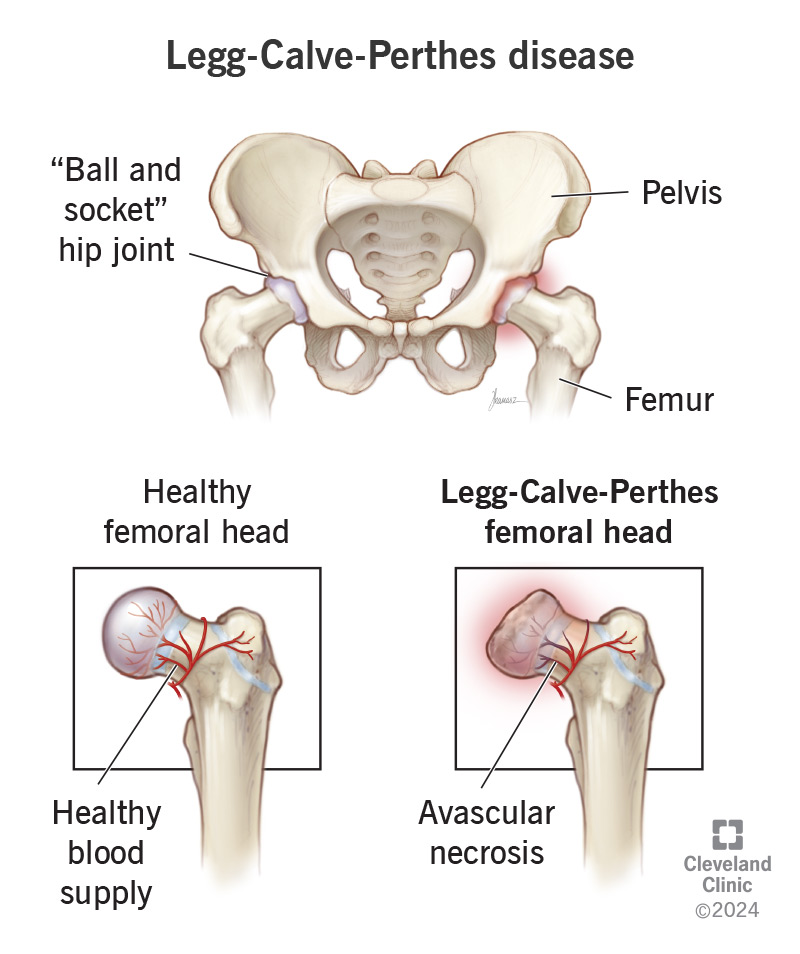 Legg-Calve-Perthes disease
“Ball and
socket”
hip joint
Pelvis
Femur
Healthy
femoral head
Legg-Calve-Perthes
femoral head
Healthy
blood
supply
Avascular
necrosis
Cleveland
Clinic
©2024